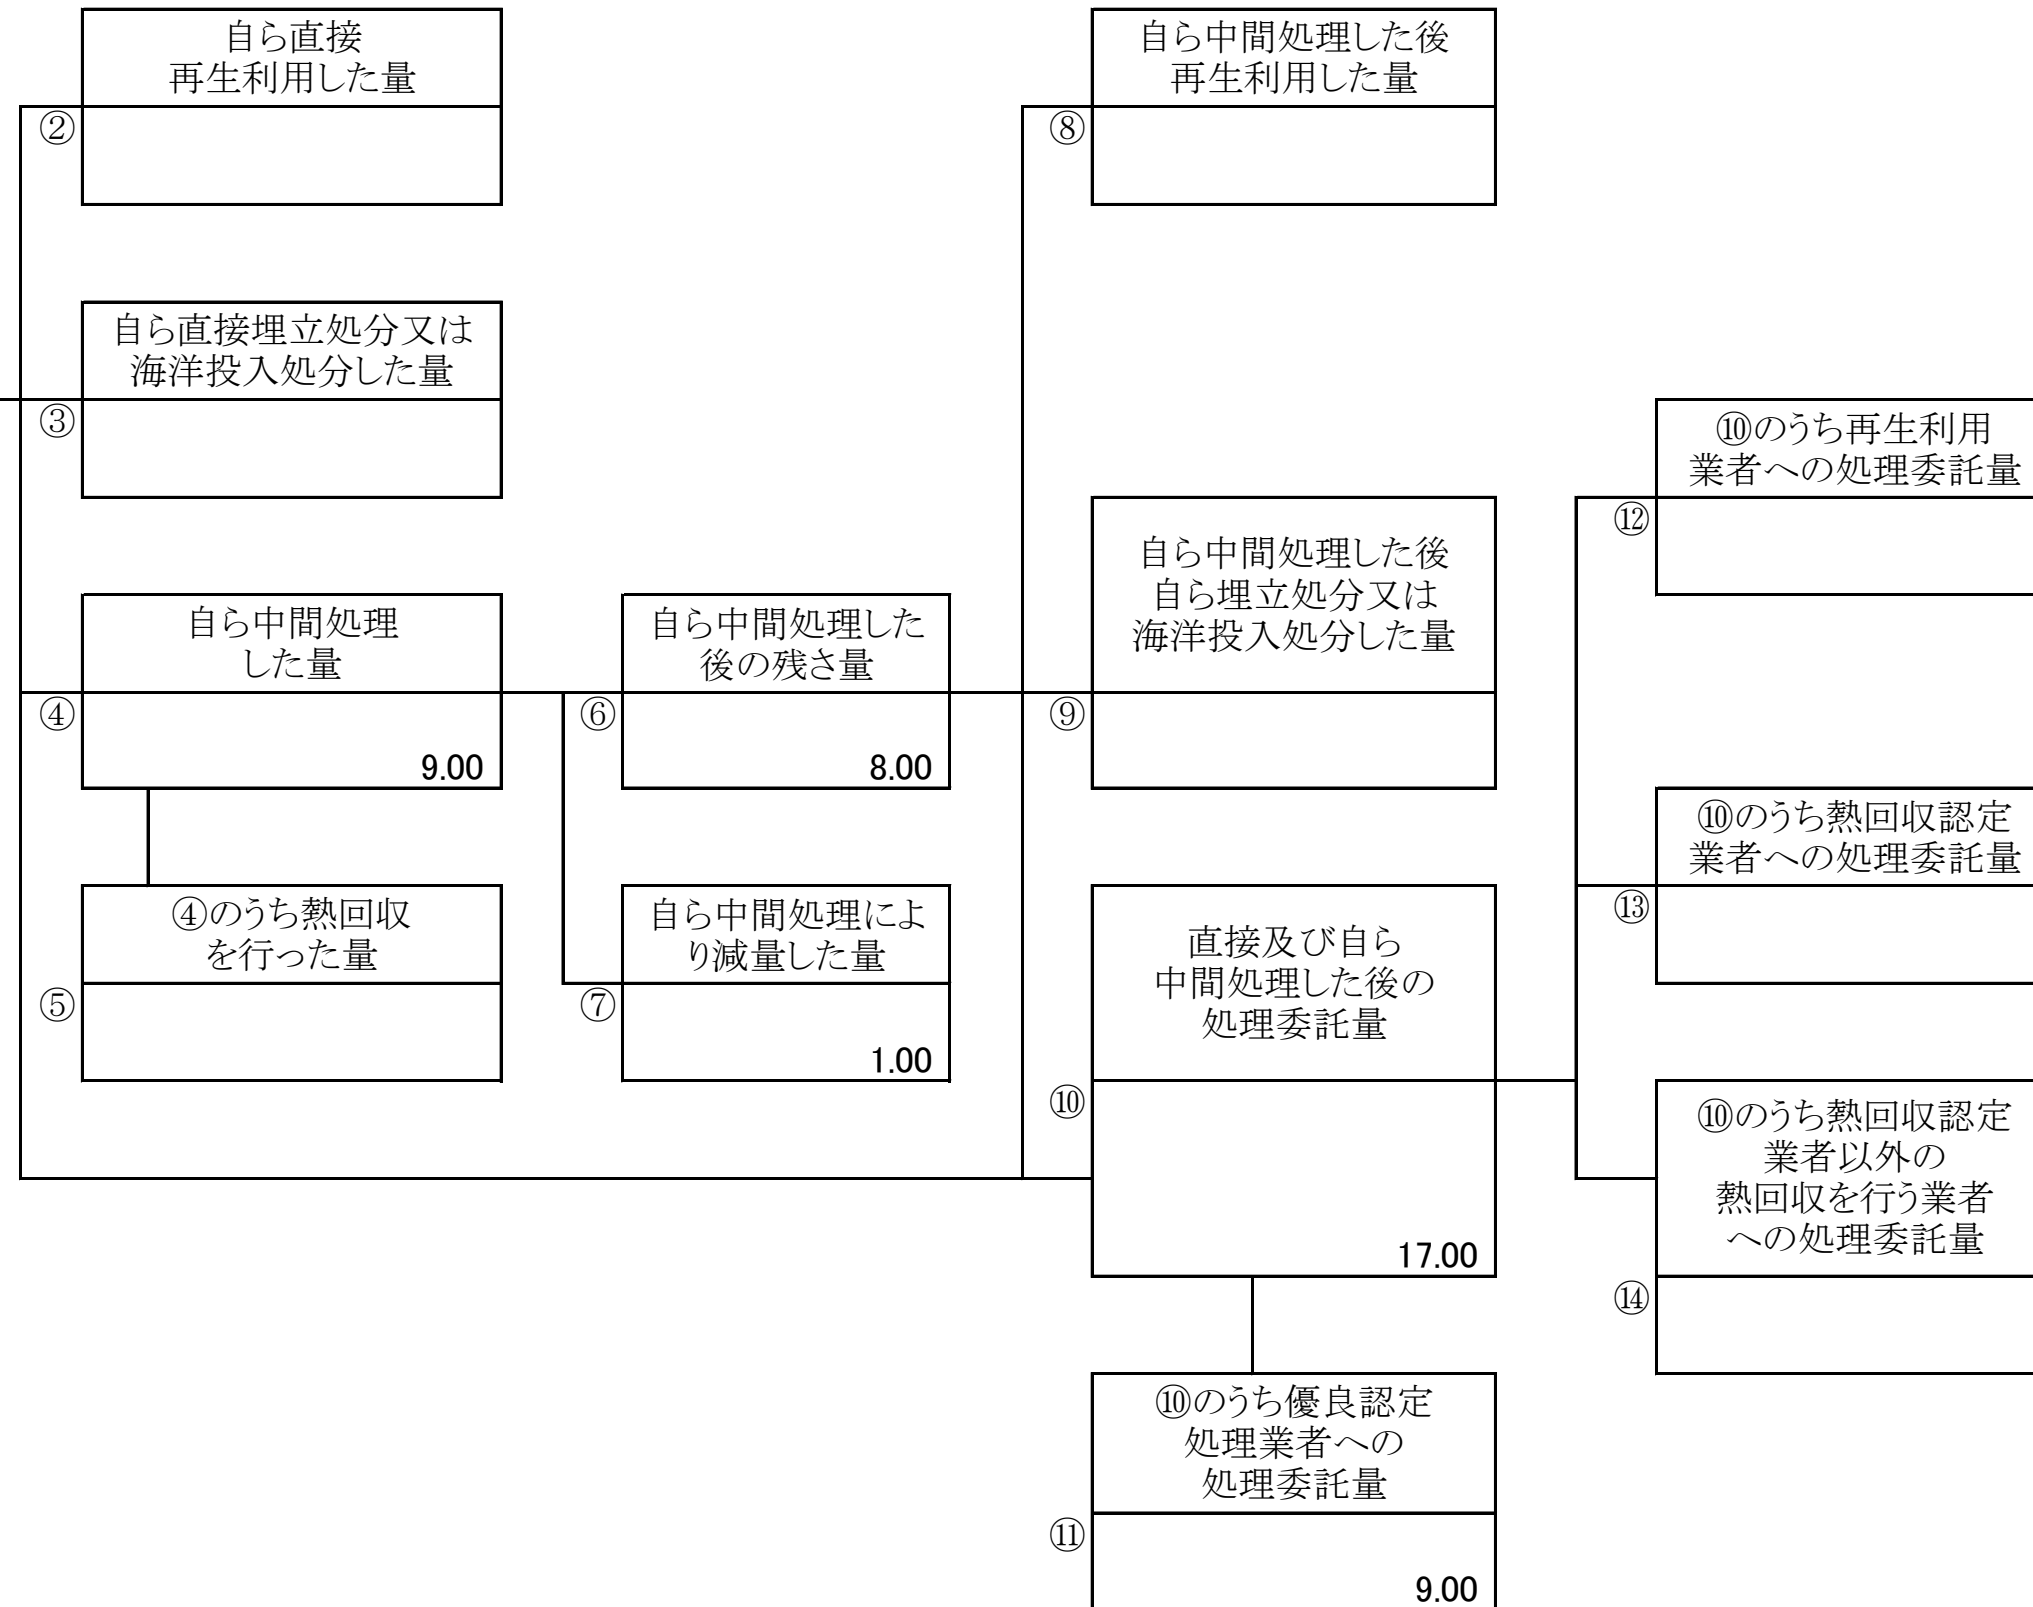 自ら直接
再生利用した量
②
自ら中間処理した後
再生利用した量
⑧
自ら直接埋立処分又は
海洋投入処分した量
③
⑩のうち再生利用
業者への処理委託量
⑫
自ら中間処理した後
自ら埋立処分又は
海洋投入処分した量
⑨
自ら中間処理
した量
④
9.00
自ら中間処理した
後の残さ量
⑥
8.00
⑩のうち熱回収認定
業者への処理委託量
⑬
④のうち熱回収
を行った量
⑤
自ら中間処理によ
り減量した量
⑦
1.00
直接及び自ら
中間処理した後の
処理委託量
⑩
17.00
⑩のうち熱回収認定
業者以外の
熱回収を行う業者
への処理委託量
⑭
⑩のうち優良認定
処理業者への
処理委託量
⑪
9.00